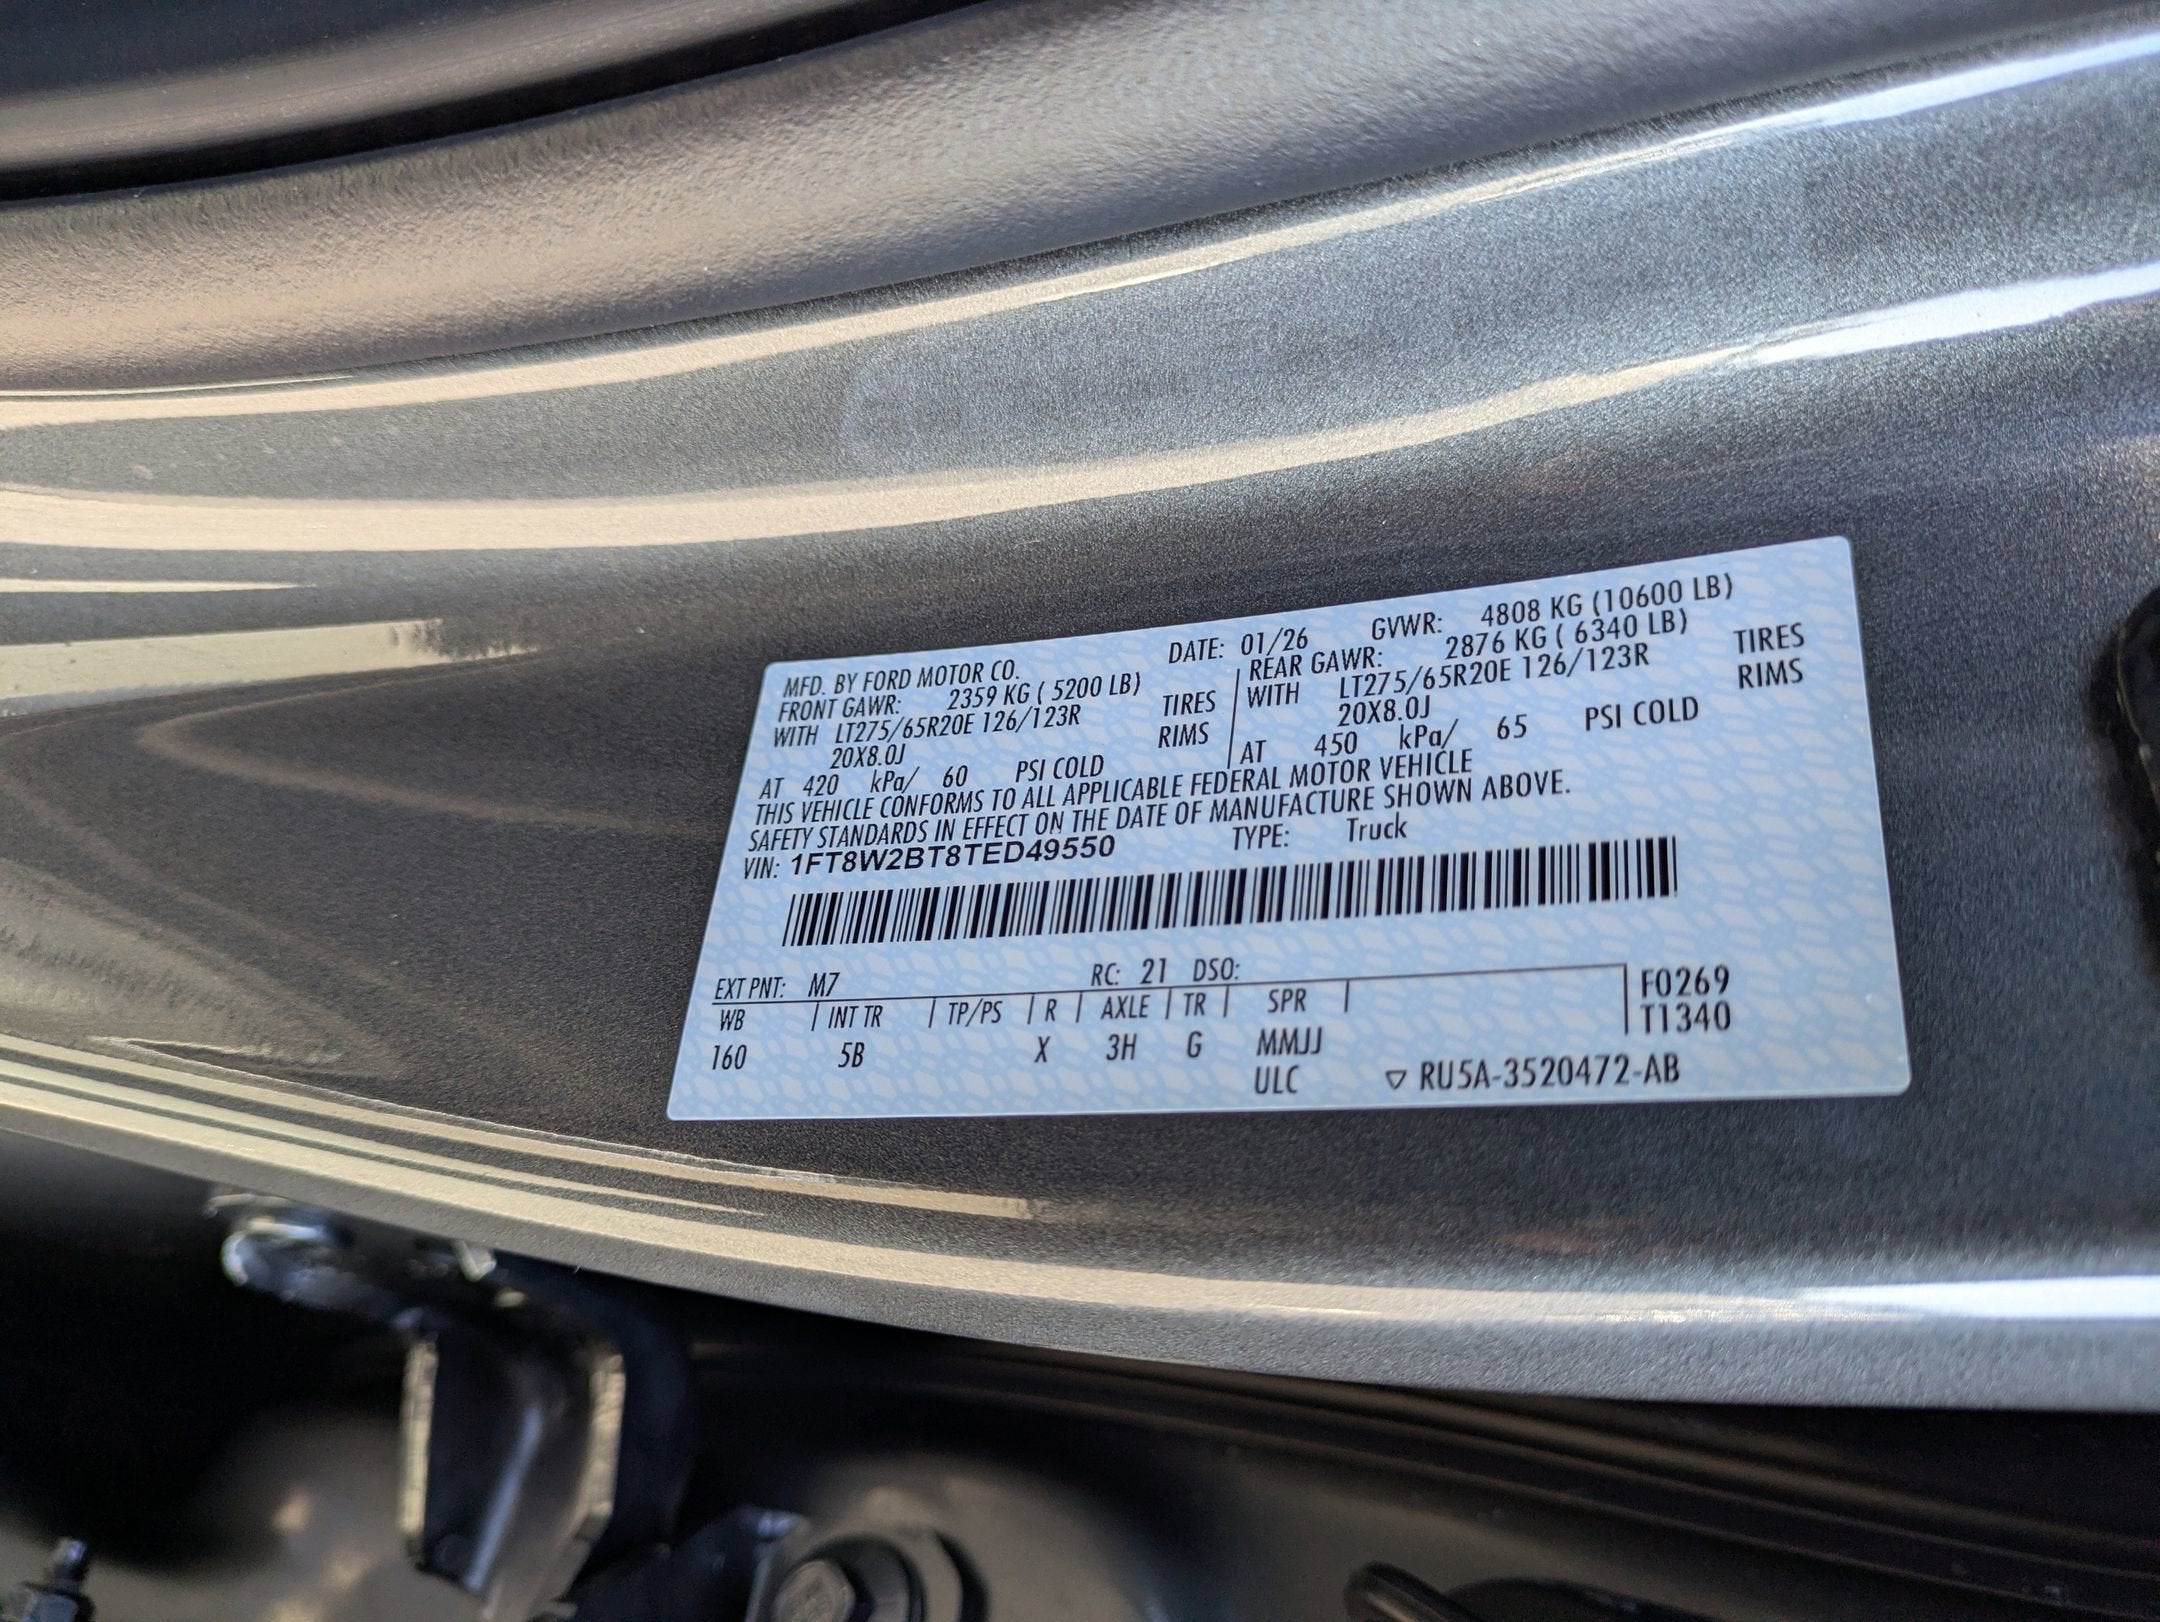 MFD. BY FORD MOTOR CO. DATE: 01/26 GVWR: 4808 KG (10600 LB)
FRONT GAWR: 2359 KG ( 5200 LB) REAR GAWR: 2876 KG ( 6340 LB)
WITH LT275/65R20E 126/123R TIRES WITH LT275/65R20E 126/123R TIRES
20X8.0J RIMS 20X8.0J RIMS
AT 420 kPa/ 60 PSI COLD AT 450 kPa/ 65 PSI COLD
THIS VEHICLE CONFORMS TO ALL APPLICABLE FEDERAL MOTOR VEHICLE
SAFETY STANDARDS IN EFFECT ON THE DATE OF MANUFACTURE SHOWN ABOVE.
VIN: 1FT8W2BT8TED49550 TYPE: Truck
EXT PNT: M7 RC: 21 DSO: F0269
WB INT TR TP/PS R AXLE TR SPR T1340
160 5B X 3H G MMJJ
ULC ▽ RU5A-3520472-AB